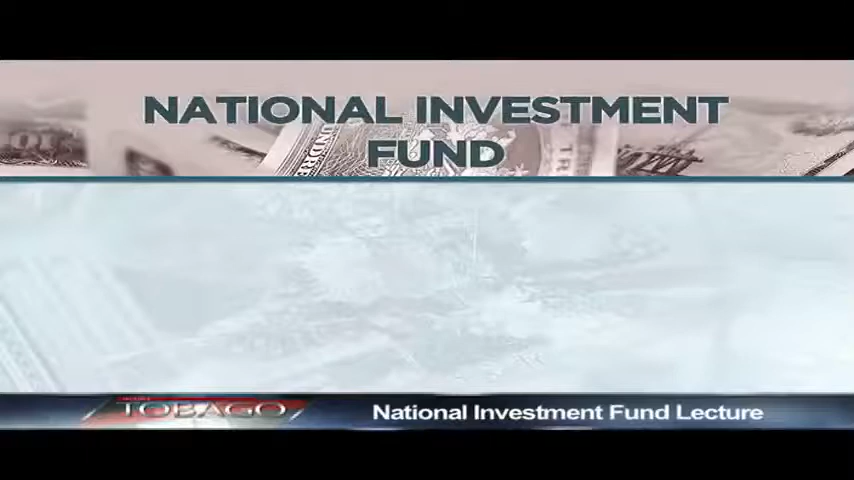 NATIONAL INVESTMENT
FUND
TOBAGO
National Investment Fund Lecture